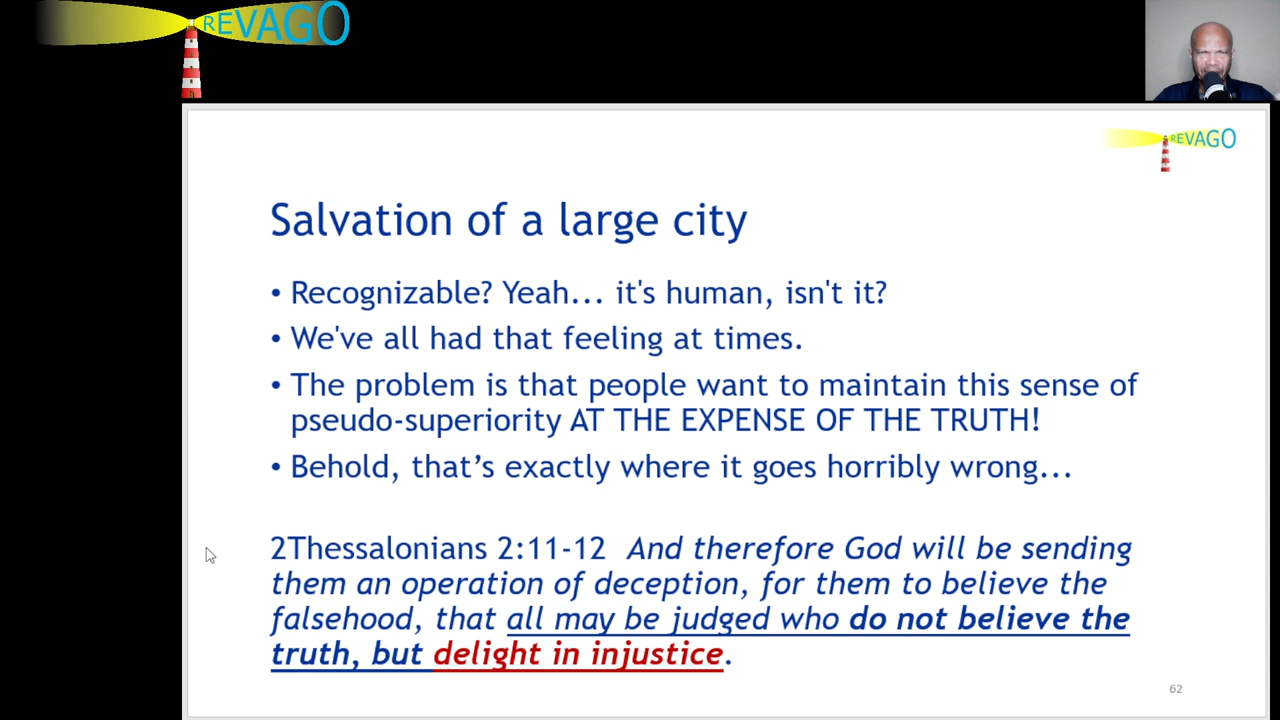 REVAGO
REVAGO
Salvation of a large city
• Recognizable? Yeah... it's human, isn't it?
• We've all had that feeling at times.
• The problem is that people want to maintain this sense of
pseudo-superiority AT THE EXPENSE OF THE TRUTH!
• Behold, that’s exactly where it goes horribly wrong...
2Thessalonians 2:11-12 And therefore God will be sending
them an operation of deception, for them to believe the
falsehood, that all may be judged who do not believe the
truth, but delight in injustice.
62